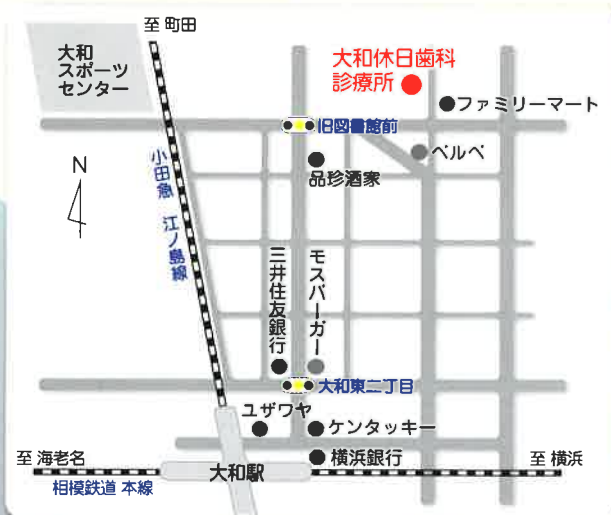 至 町田
大和
スポーツ
センター
大和休日歯科
診療所
ファミリーマート
旧図書館前
ベルベ
品珍酒家
N
小田急 江ノ島線
三井住友銀行
モスバーガー
大和東二丁目
ユザワヤ
ケンタッキー
至 海老名
大和駅
横浜銀行
至 横浜
相模鉄道 本線